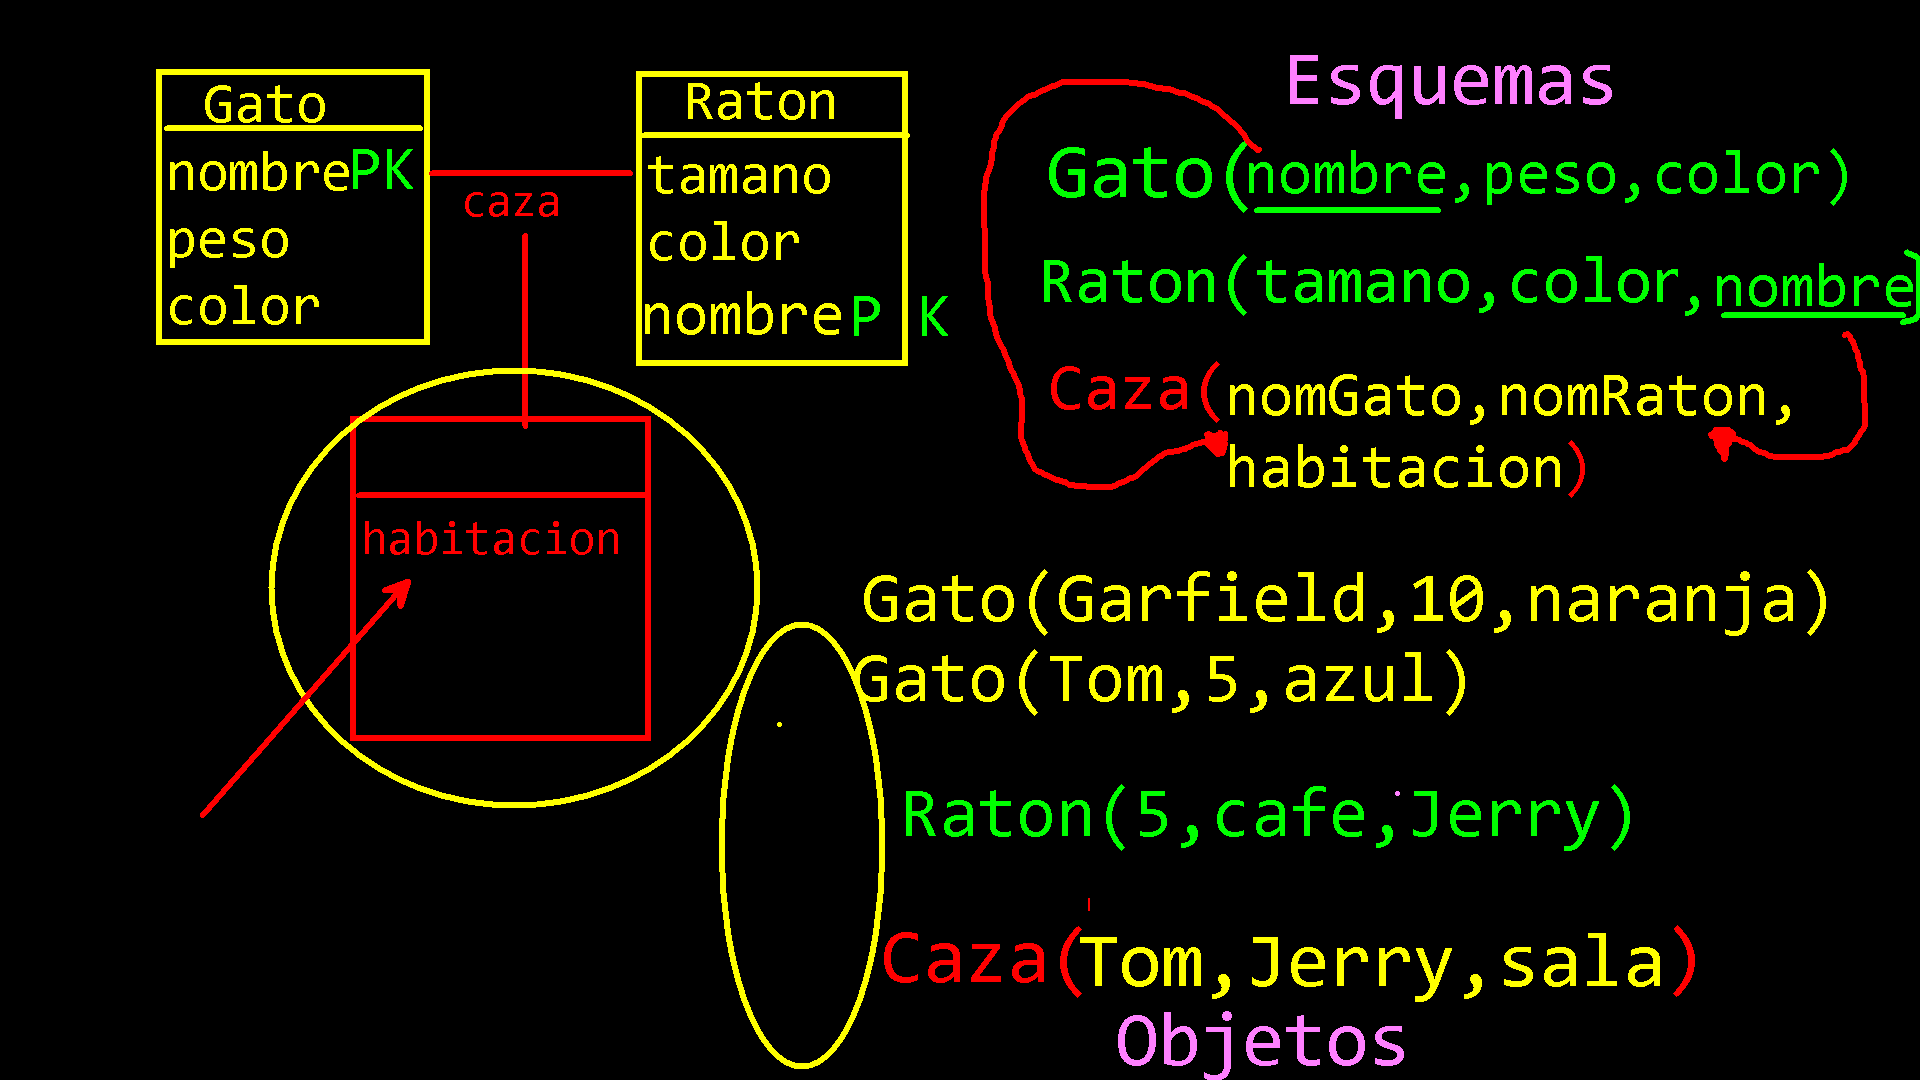 Gato
nombrePK
peso
color
caza
Raton
tamano
color
nombreP K
habitacion
Esquemas
Gato(nombre,peso,color)
Raton(tamano,color,nombre)
Caza(nomGato,nomRaton,
habitacion)
Gato(Garfield,10,naranja)
Gato(Tom,5,azul)
Raton(5,cafe,Jerry)
Caza(Tom,Jerry,sala)
Objetos